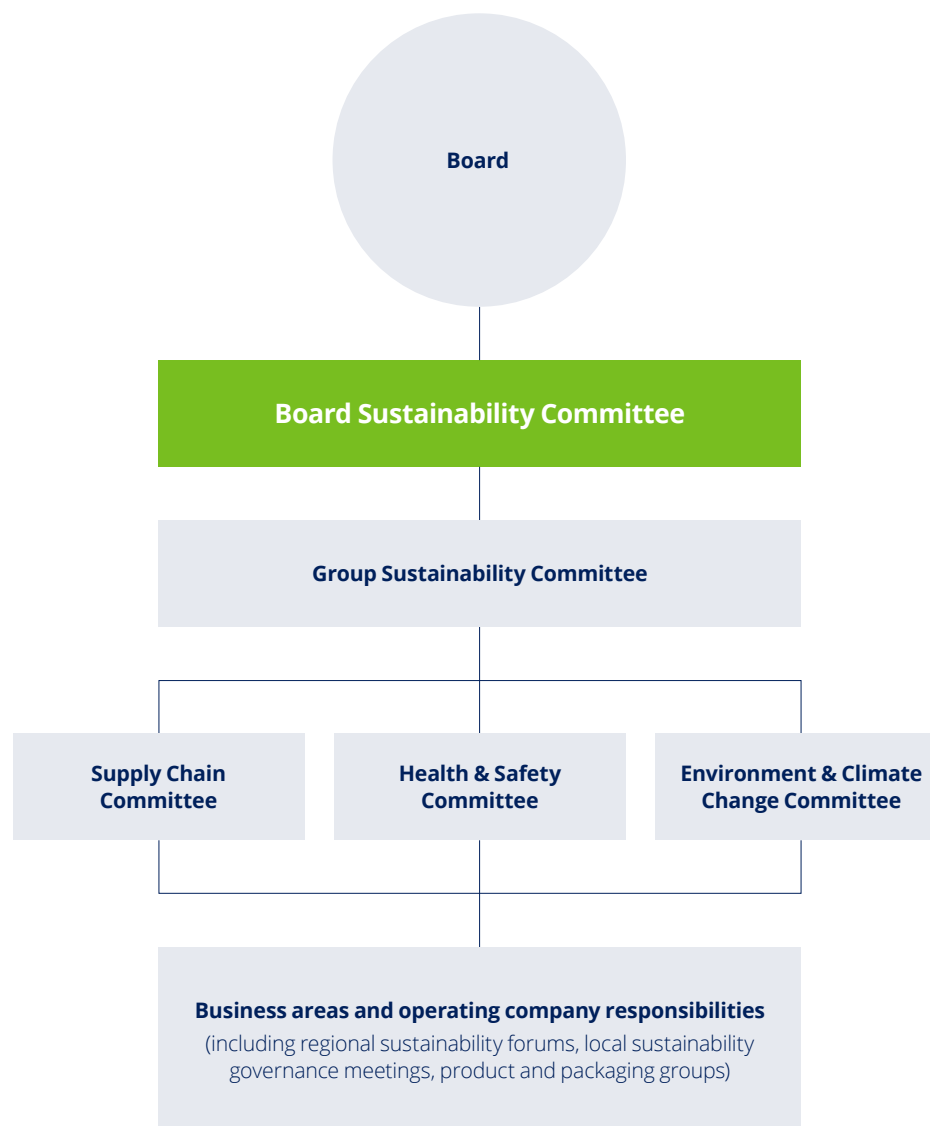 Board
Board Sustainability Committee
Group Sustainability Committee
Supply Chain
Committee
Health & Safety
Committee
Environment & Climate
Change Committee
Business areas and operating company responsibilities
(including regional sustainability forums, local sustainability
governance meetings, product and packaging groups)